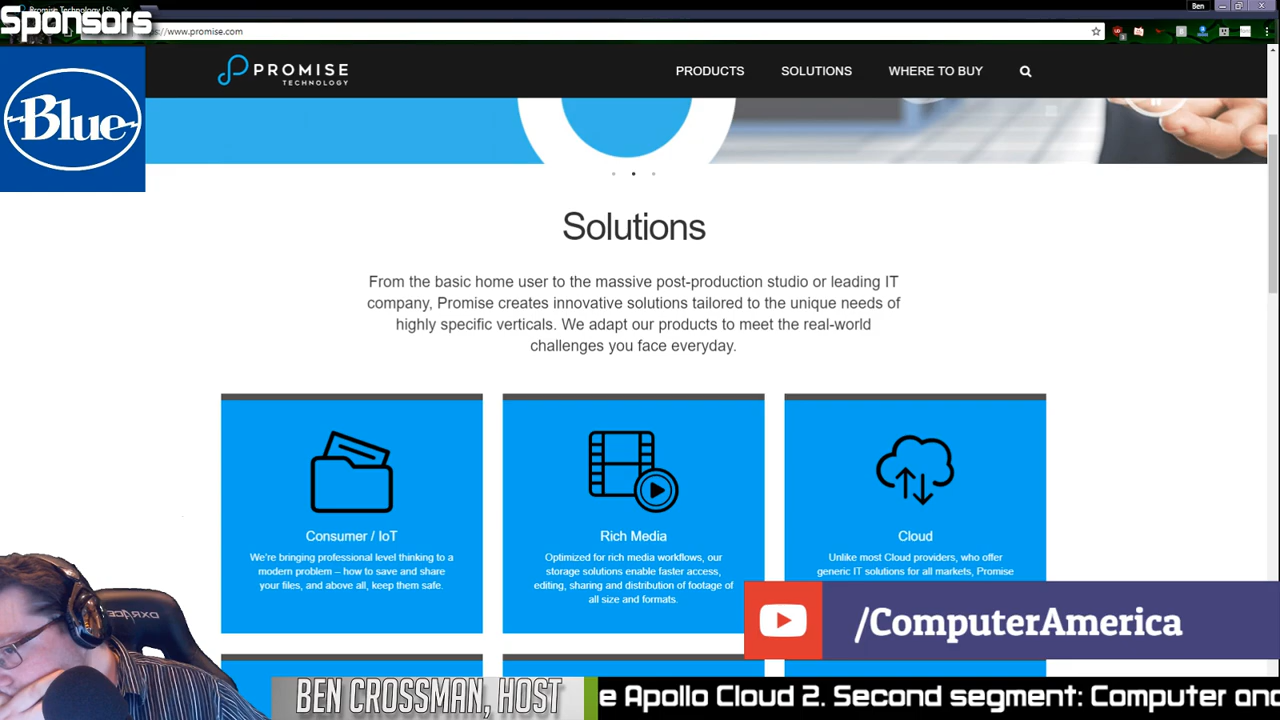 Sponsors
Promise Technology | St
Ben
://www.promise.com
Blue
PROMISE
TECHNOLOGY
PRODUCTS
SOLUTIONS
WHERE TO BUY
Solutions
From the basic home user to the massive post-production studio or leading IT
company, Promise creates innovative solutions tailored to the unique needs of
highly specific verticals. We adapt our products to meet the real-world
challenges you face everyday.
Consumer / IoT
We're bringing professional level thinking to a
modern problem – how to save and share
your files, and above all, keep them safe.
Rich Media
Optimized for rich media workflows, our
storage solutions enable faster access,
editing, sharing and distribution of footage of
all size and formats.
Cloud
Unlike most Cloud providers, who offer
generic IT solutions for all markets, Promise
/ComputerAmerica
DXRACER
BEN CROSSMAN, HOST
e Apollo Cloud 2. Second segment: Computer and